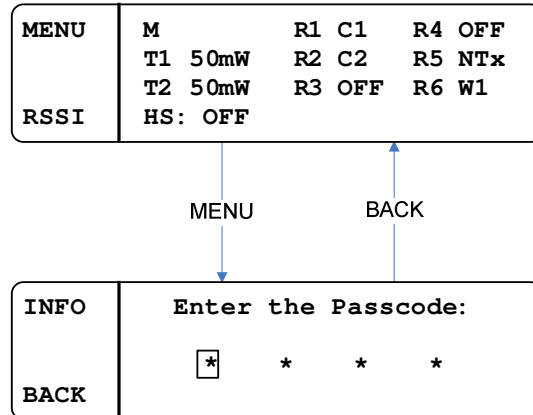 MENU M R1 C1 R4 OFF
T1 50mW R2 C2 R5 NTx
T2 50mW R3 OFF R6 W1
RSSI HS: OFF
MENU BACK
INFO Enter the Passcode:
* * * *
BACK